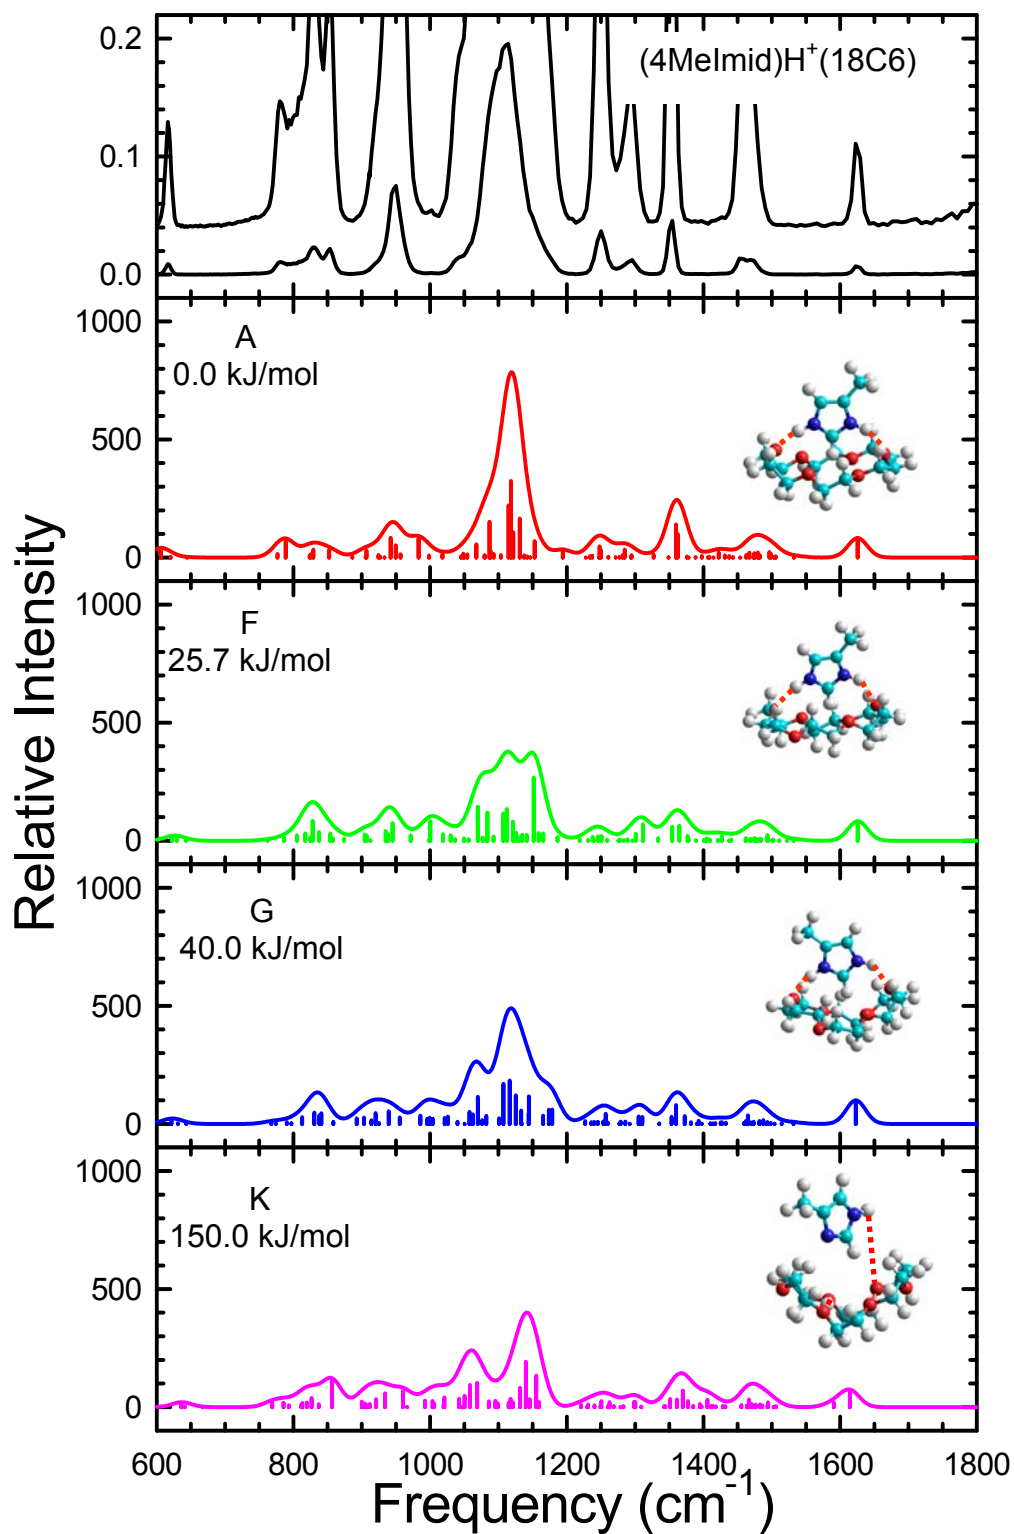 0.2
(4MeImid)H⁺(18C6)
0.1
0.0
1000
A
0.0 kJ/mol
500
0
1000
F
25.7 kJ/mol
500
0
1000
G
40.0 kJ/mol
500
0
1000
K
150.0 kJ/mol
500
0
600
800
1000
1200
1400
1600
1800
Relative Intensity
Frequency (cm⁻¹)